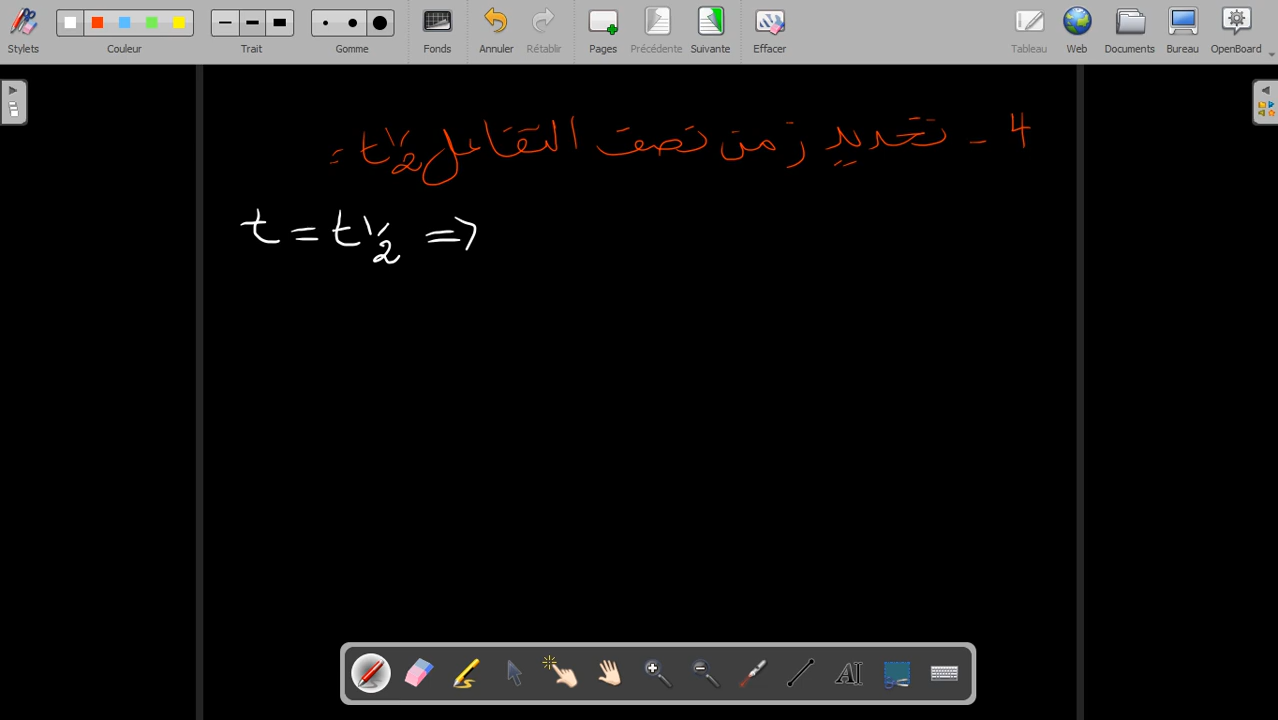 Stylets Couleur Trait Gomme Fonds Annuler Rétablir Pages Précédente Suivante Effacer Tableau Web Documents Bureau OpenBoard
4 - تحديد زمن نصف التفاعل t1/2 =
t = t1/2 =>